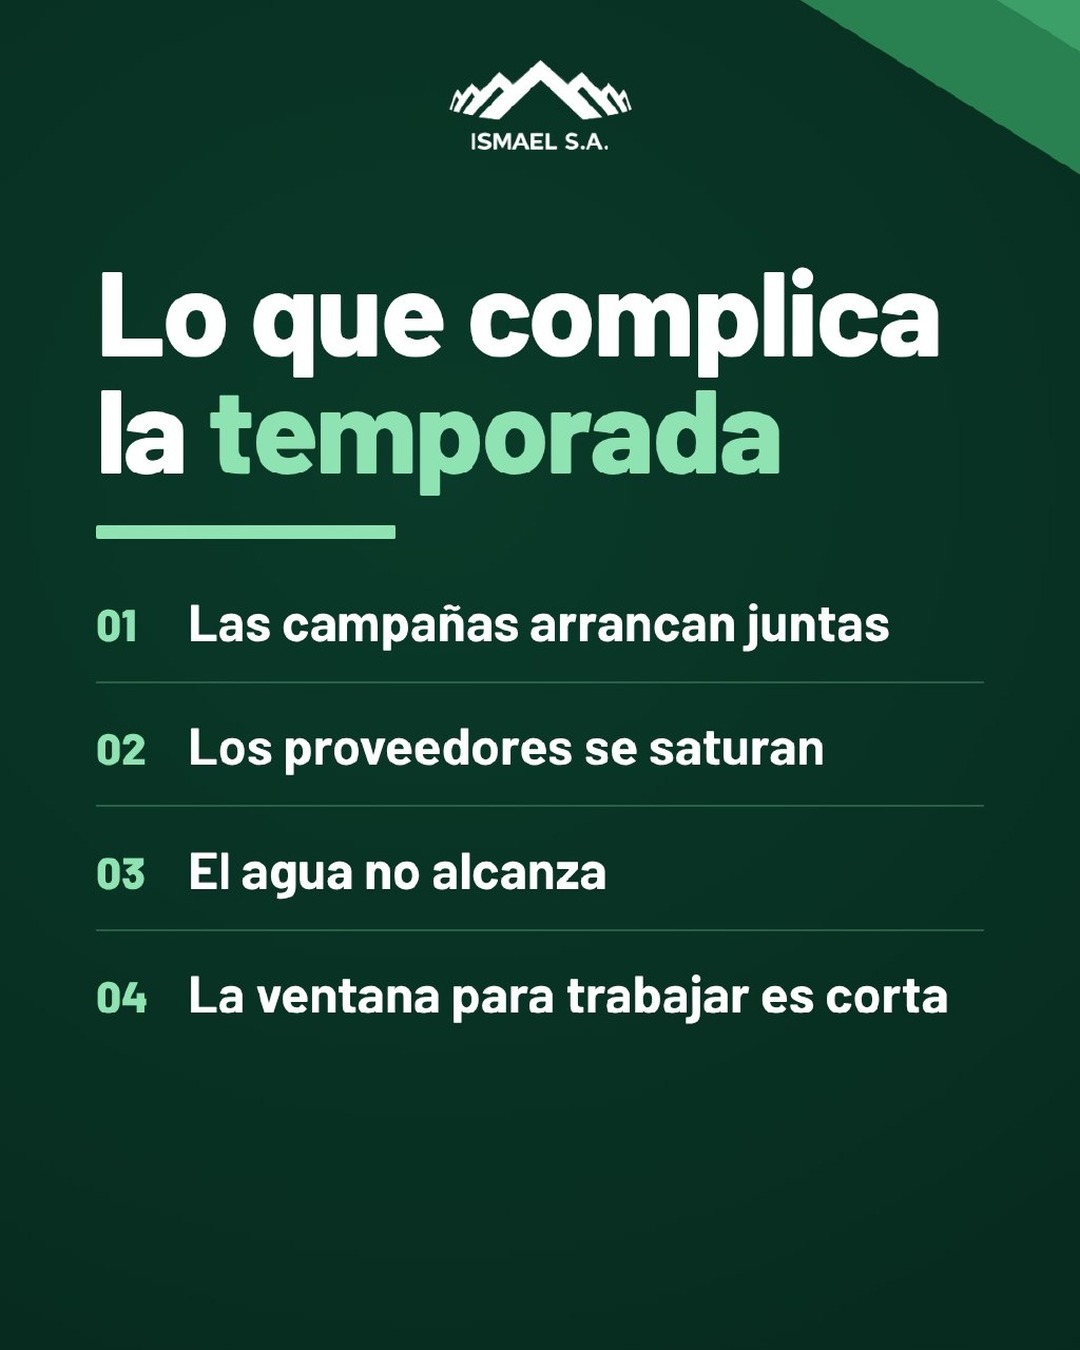 ISMAEL S.A.
Lo que complica
la temporada
01 Las campañas arrancan juntas
02 Los proveedores se saturan
03 El agua no alcanza
04 La ventana para trabajar es corta